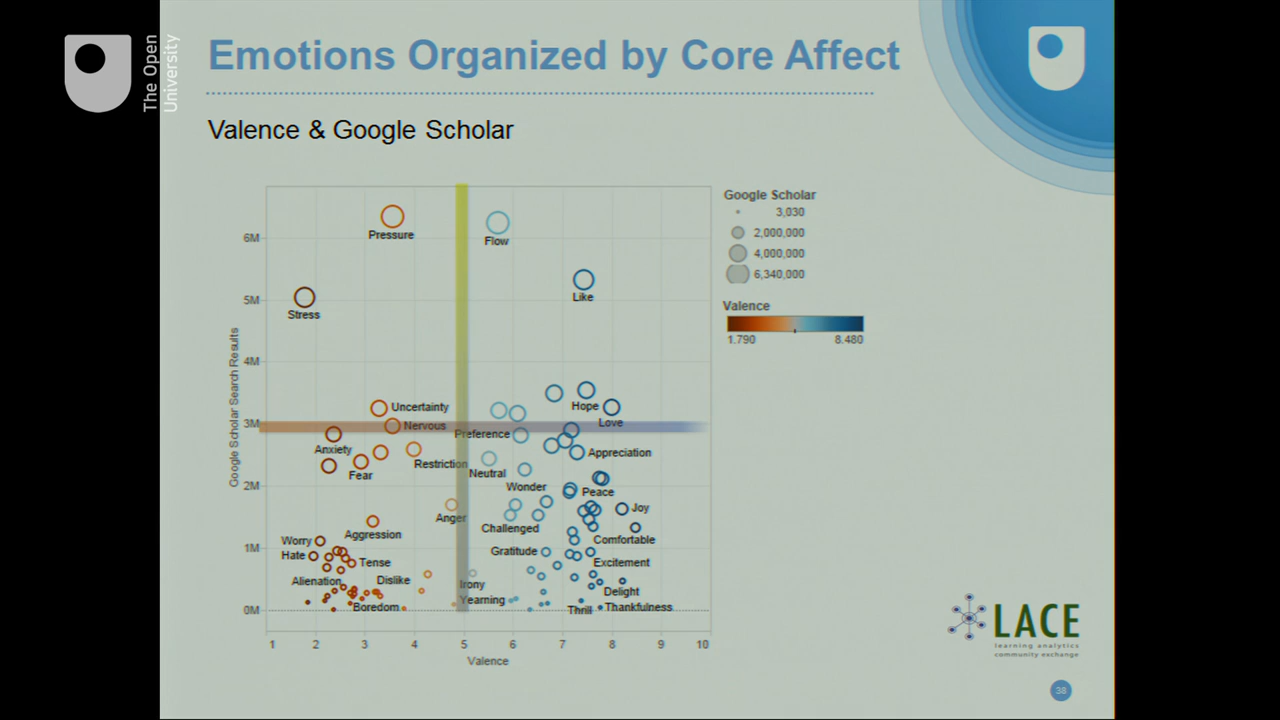 The Open
University
Emotions Organized by Core Affect
Valence & Google Scholar
Google Scholar
3,030
2,000,000
4,000,000
6,340,000
Valence
1.790 8.480
Google Scholar Search Results
6M
5M
4M
3M
2M
1M
0M
Pressure
Flow
Like
Stress
Uncertainty
Hope
Love
Nervous
Preference
Anxiety
Appreciation
Restriction
Fear
Neutral
Wonder
Peace
Joy
Anger
Challenged
Aggression
Comfortable
Worry
Hate
Gratitude
Tense
Excitement
Alienation
Dislike
Irony
Delight
Yearning
Boredom
Thrill
Thankfulness
1 2 3 4 5 6 7 8 9 10
Valence
LACE
learning analytics
community exchange
38